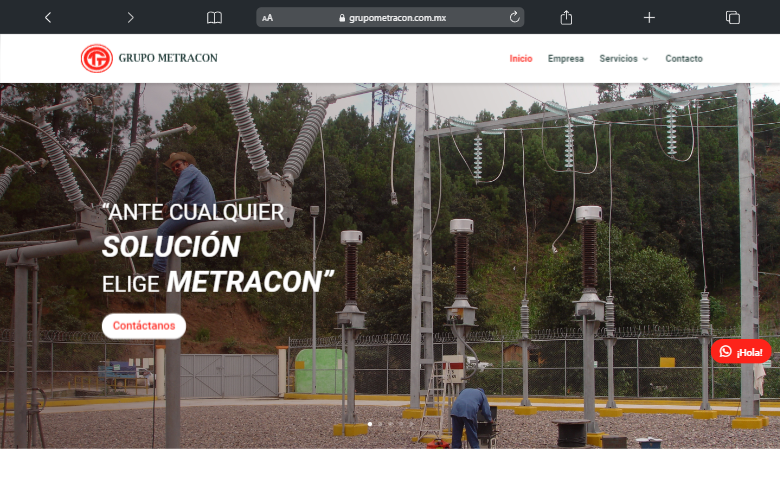 AA
grupometracon.com.mx
GRUPO METRACON
Inicio
Empresa
Servicios
Contacto
“ANTE CUALQUIER
SOLUCIÓN
ELIGE METRACON”
Contáctanos
¡Hola!